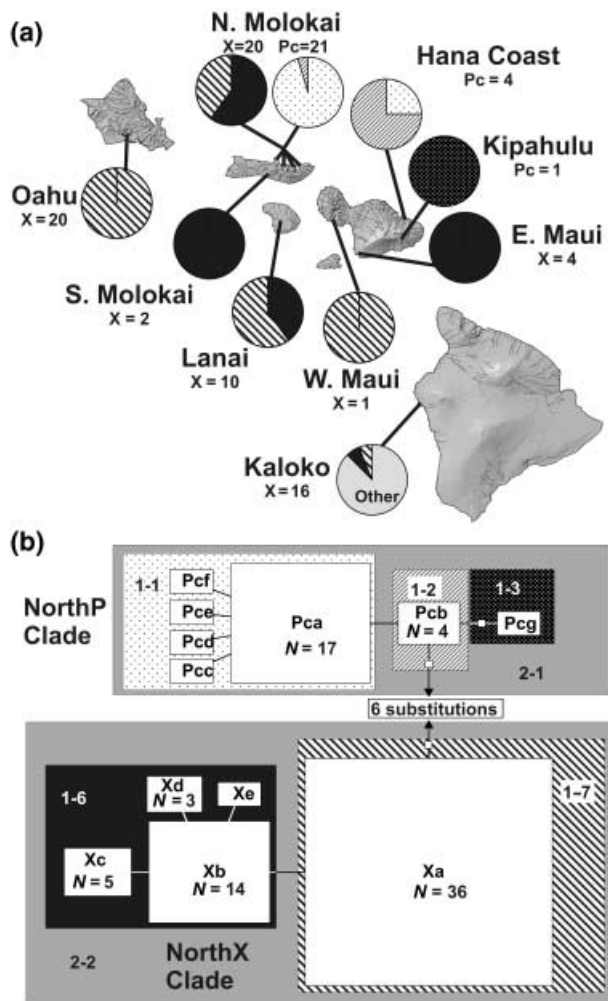 (a)
N. Molokai
X=20 Pc=21
Hana Coast
Pc = 4
Kipahulu
Pc = 1
Oahu
X = 20
E. Maui
X = 4
S. Molokai
X = 2
Lanai
X = 10
W. Maui
X = 1
Kaloko
X = 16
Other
(b)
NorthP
Clade
1-1
Pcf
Pce
Pcd
Pcc
Pca
N = 17
1-2
Pcb
N = 4
1-3
Pcg
2-1
6 substitutions
1-6
Xd
N = 3
Xe
Xc
N = 5
Xb
N = 14
1-7
Xa
N = 36
2-2
NorthX
Clade